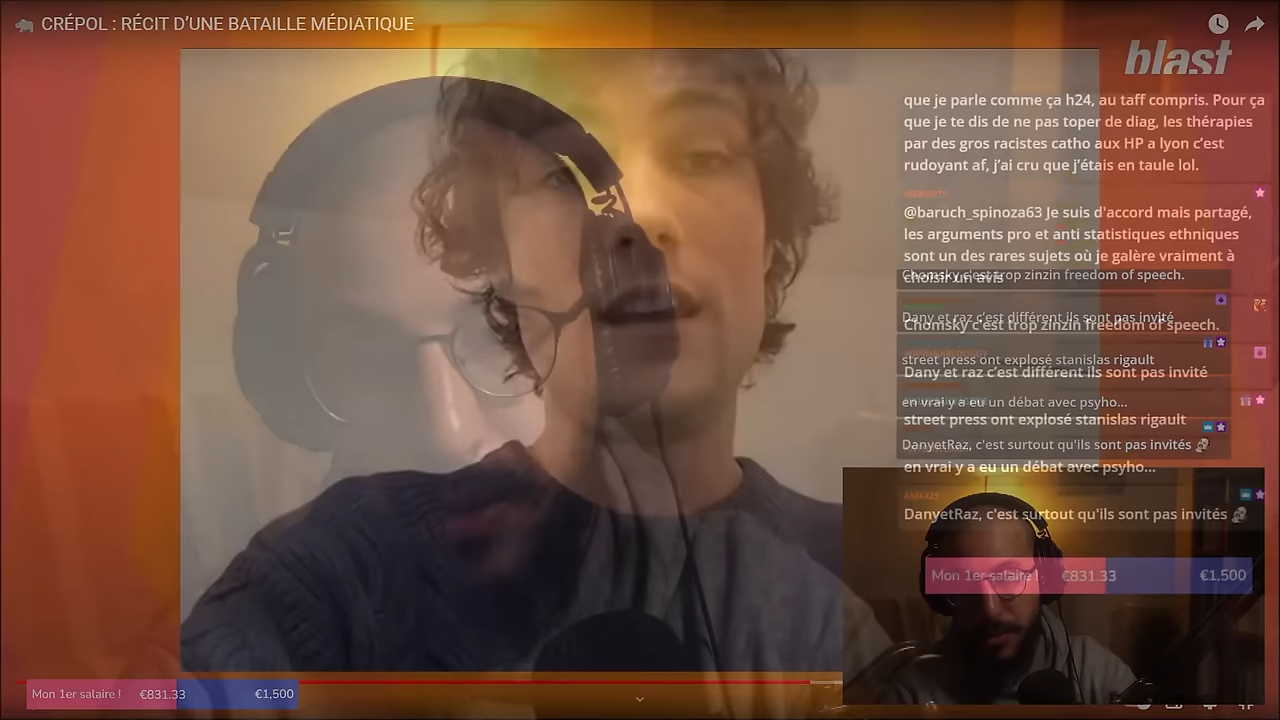 CRÉPOL : RÉCIT D'UNE BATAILLE MÉDIATIQUE
blast
que je parle comme ça h24, au taff compris. Pour ça
que je te dis de ne pas toper de diag, les thérapies
par des gros racistes catho aux HP a lyon c'est
rudoyant af, j'ai cru que j'étais en taule lol.
@baruch_spinoza63 Je suis d'accord mais partagé,
les arguments pro et anti statistiques ethniques
sont un des rares sujets où je galère vraiment à
choisir un avis
Chomsky c'est trop zinzin freedom of speech.
Dany et raz c'est différent ils sont pas invité
Chomsky c'est trop zinzin freedom of speech.
street press ont explosé stanislas rigault
Dany et raz c'est différent ils sont pas invité
en vrai y a eu un débat avec psyho...
street press ont explosé stanislas rigault
DanyetRaz, c'est surtout qu'ils sont pas invités
en vrai y a eu un débat avec psyho...
AMX425
DanyetRaz, c'est surtout qu'ils sont pas invités
Mon 1er salaire ! €831.33 €1,500
Mon 1er salaire ! €831.33 €1,500